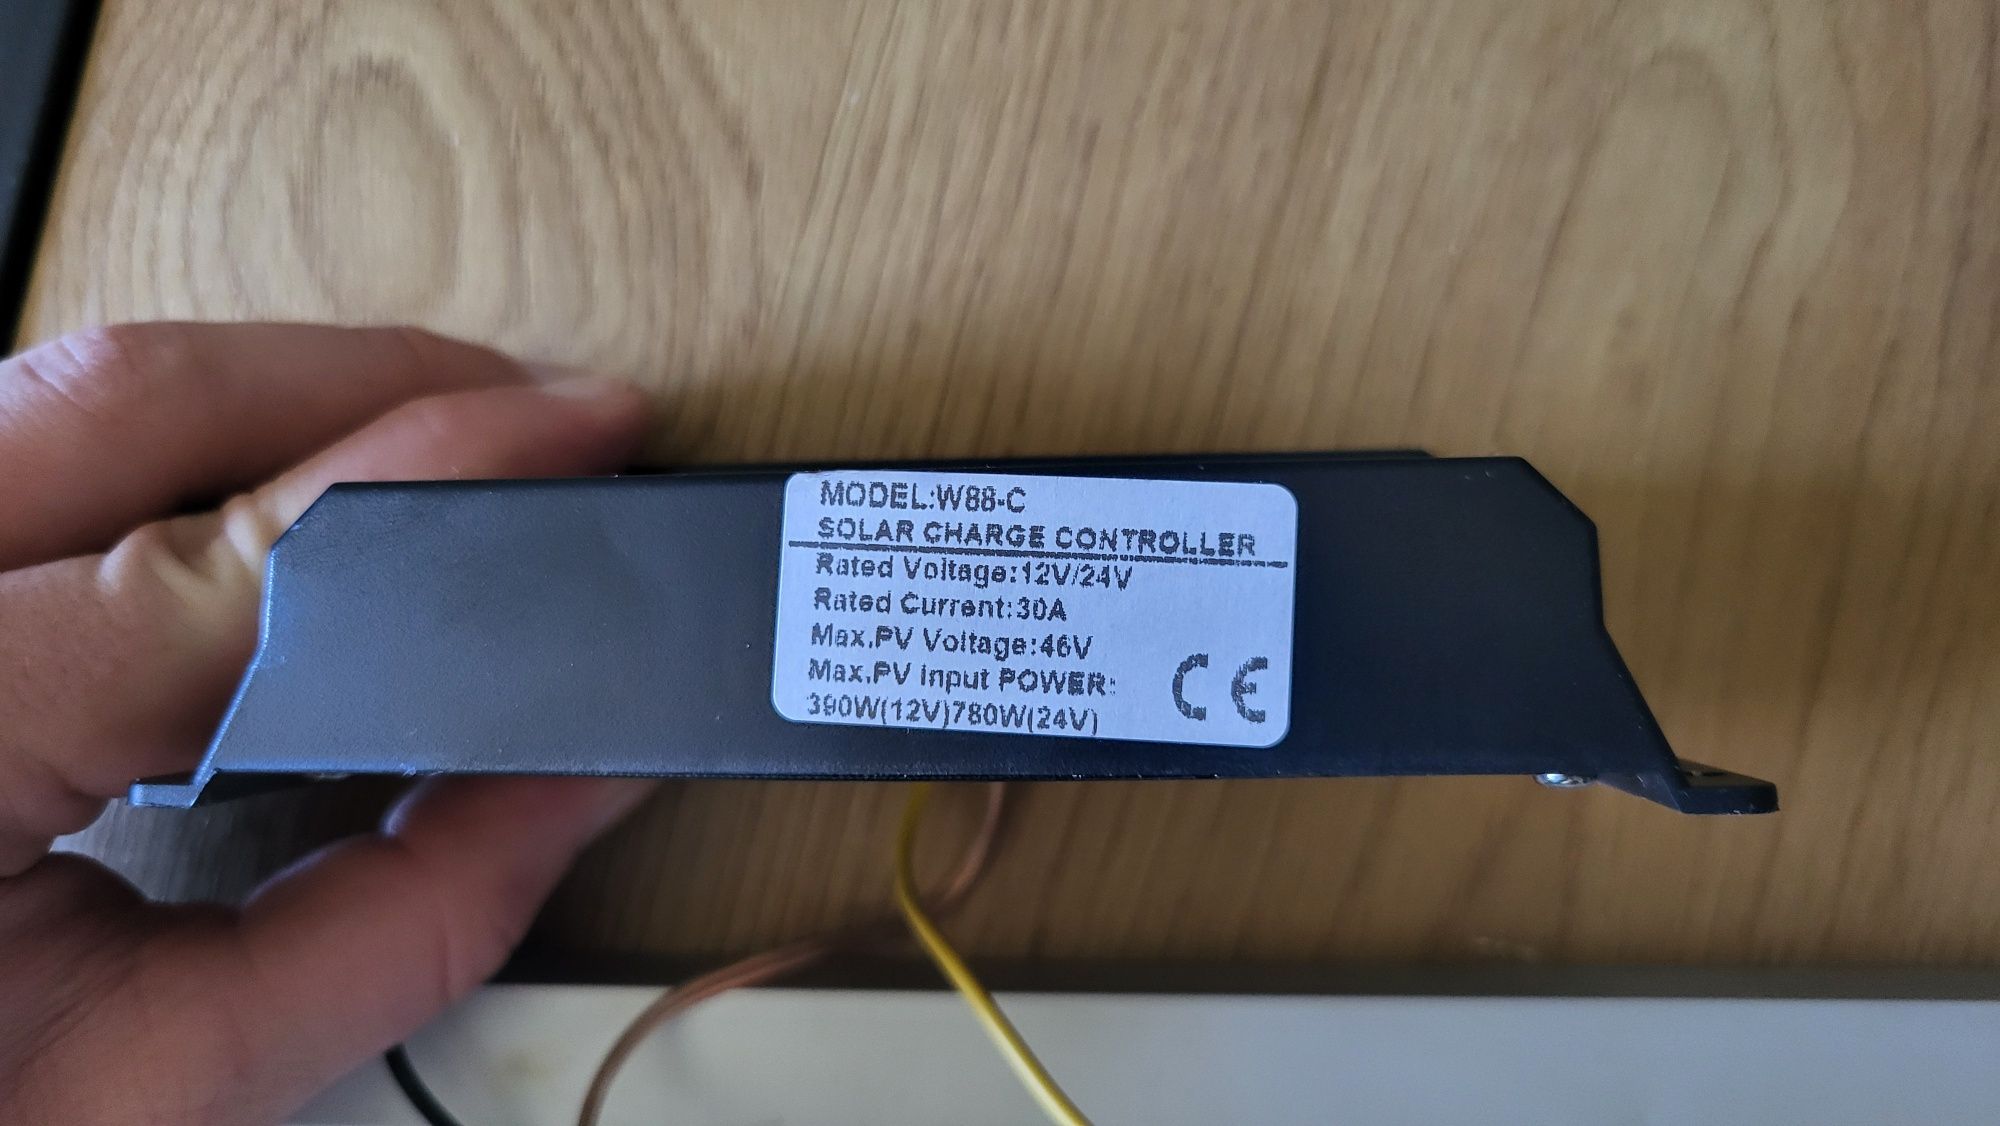 MODEL:W88-C
SOLAR CHARGE CONTROLLER
Rated Voltage:12V/24V
Rated Current:30A
Max.PV Voltage:46V
Max.PV Input POWER:
390W(12V)780W(24V)
CE